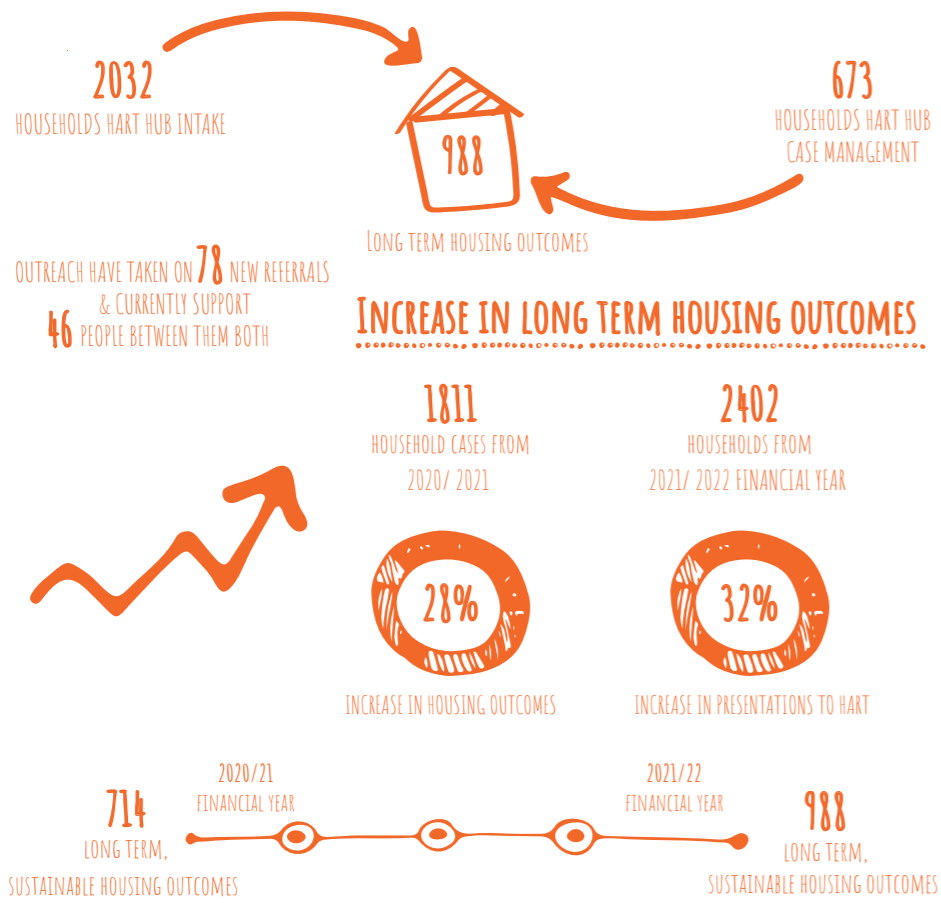 2032
HOUSEHOLDS HART HUB INTAKE
988
LONG TERM HOUSING OUTCOMES
673
HOUSEHOLDS HART HUB
CASE MANAGEMENT
OUTREACH HAVE TAKEN ON 78 NEW REFERRALS
& CURRENTLY SUPPORT
46 PEOPLE BETWEEN THEM BOTH
INCREASE IN LONG TERM HOUSING OUTCOMES
1811
HOUSEHOLD CASES FROM
2020/ 2021
2402
HOUSEHOLDS FROM
2021/ 2022 FINANCIAL YEAR
28%
INCREASE IN HOUSING OUTCOMES
32%
INCREASE IN PRESENTATIONS TO HART
714
LONG TERM,
SUSTAINABLE HOUSING OUTCOMES
2020/21
FINANCIAL YEAR
2021/22
FINANCIAL YEAR
988
LONG TERM,
SUSTAINABLE HOUSING OUTCOMES